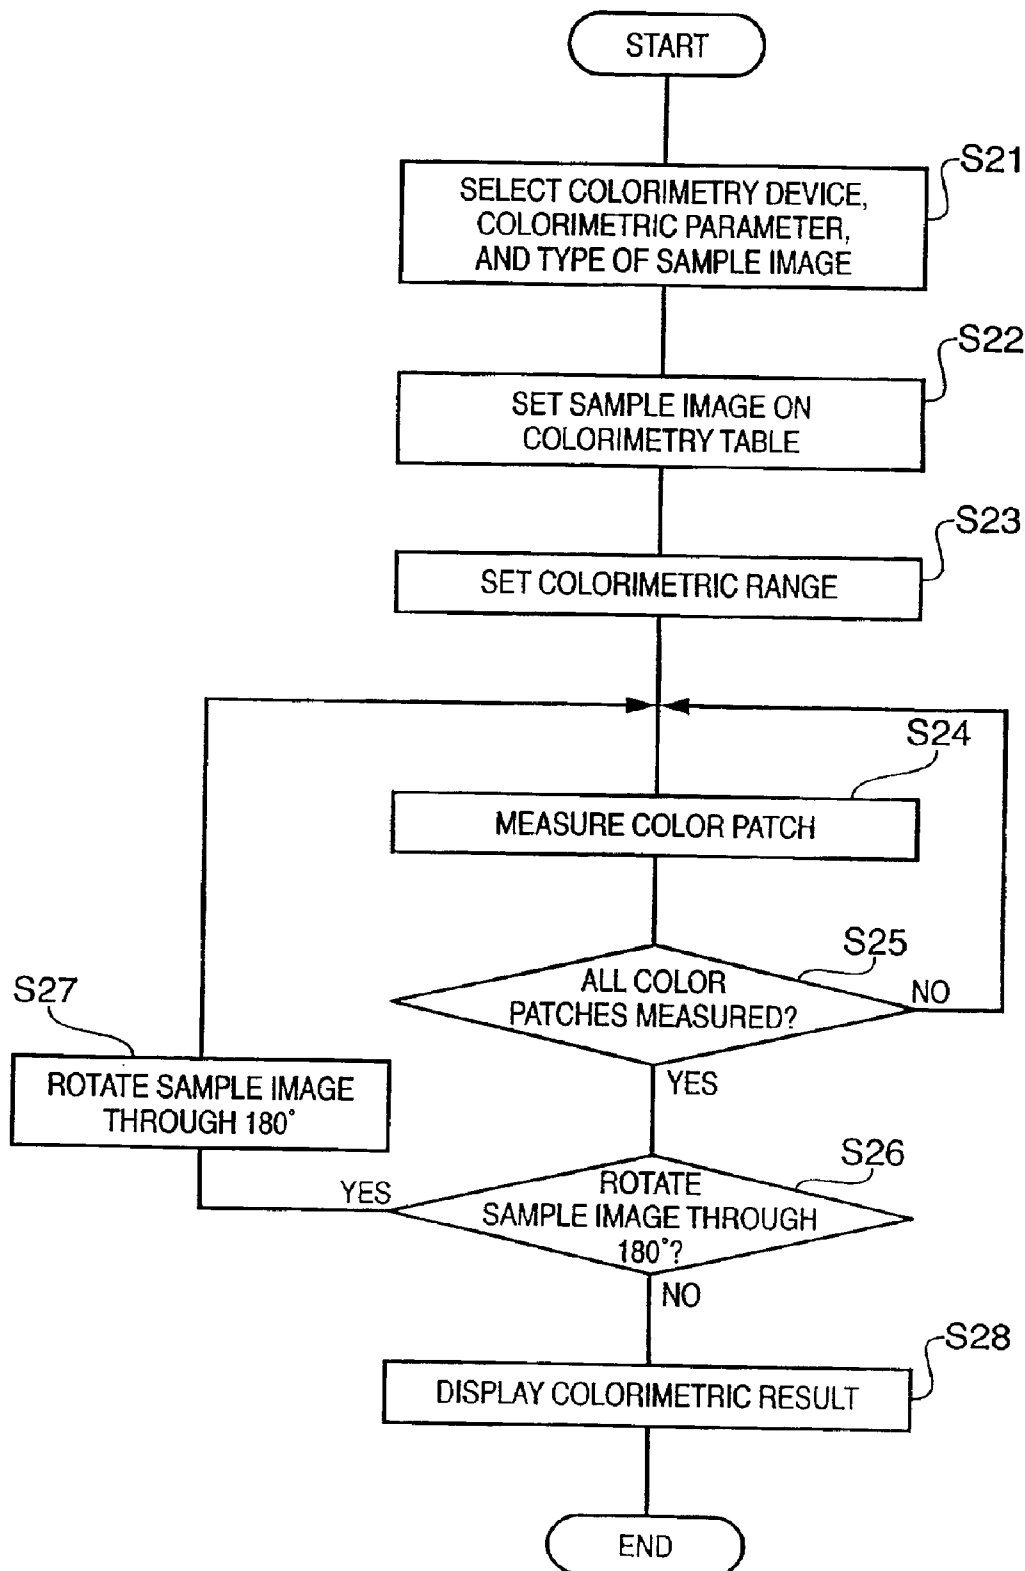 START
S21
SELECT COLORIMETRY DEVICE,
COLORIMETRIC PARAMETER,
AND TYPE OF SAMPLE IMAGE
S22
SET SAMPLE IMAGE ON
COLORIMETRY TABLE
S23
SET COLORIMETRIC RANGE
S24
MEASURE COLOR PATCH
S25
ALL COLOR
PATCHES MEASURED?
NO
YES
S27
ROTATE SAMPLE IMAGE
THROUGH 180°
S26
ROTATE
SAMPLE IMAGE THROUGH
180°?
YES
NO
S28
DISPLAY COLORIMETRIC RESULT
END